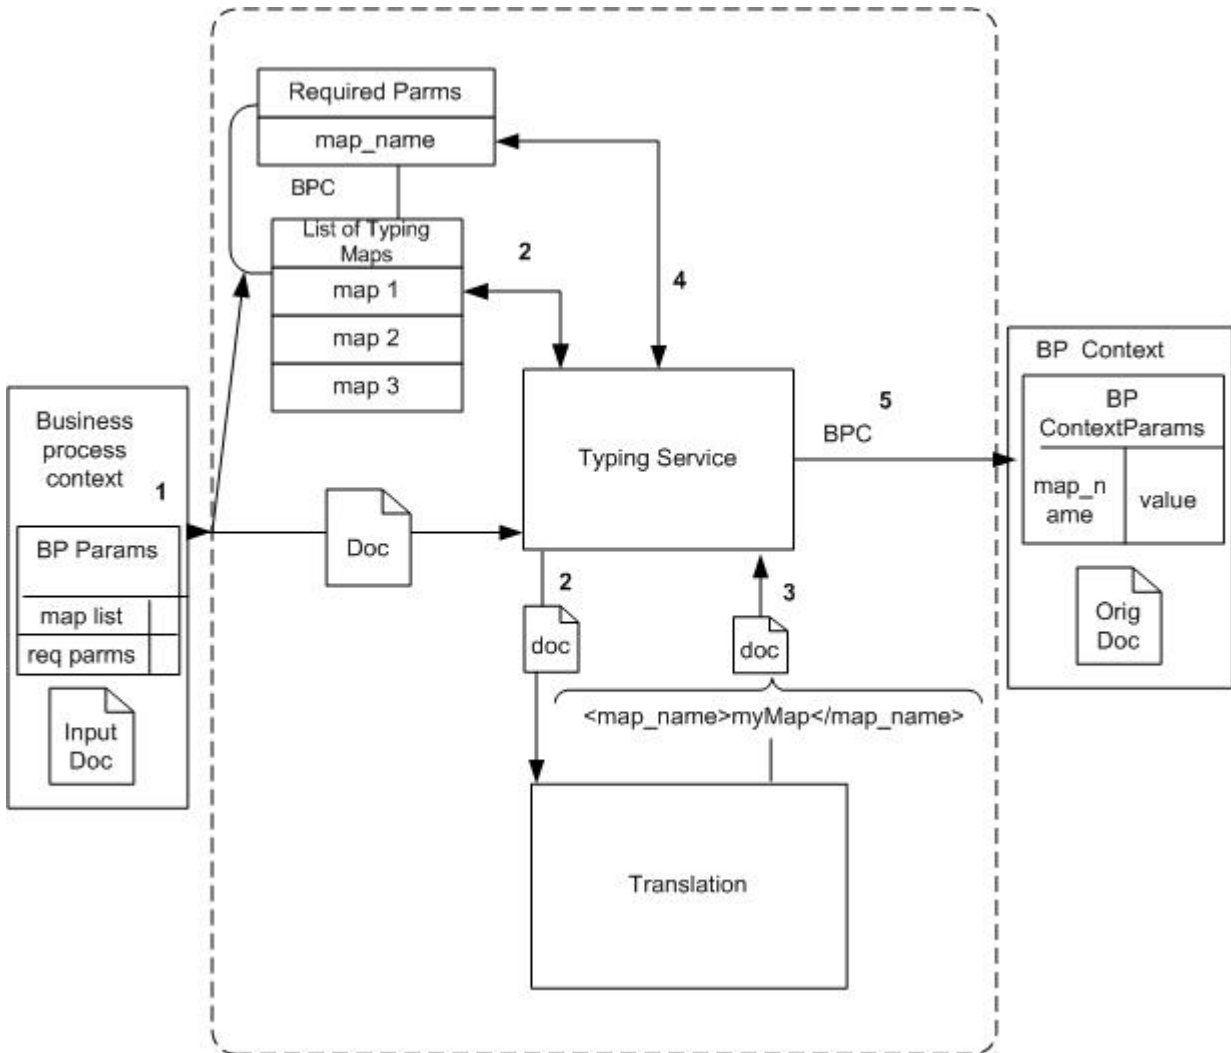 Required Parms
map_name
BPC
List of Typing
Maps
map 1
map 2
map 3
2
4
Business
process
context
1
BP Params
map list
req parms
Input
Doc
Doc
Typing Service
5
BPC
BP Context
BP
ContextParams
map_n
ame
value
Orig
Doc
2
doc
3
doc
<map_name>myMap</map_name>
Translation